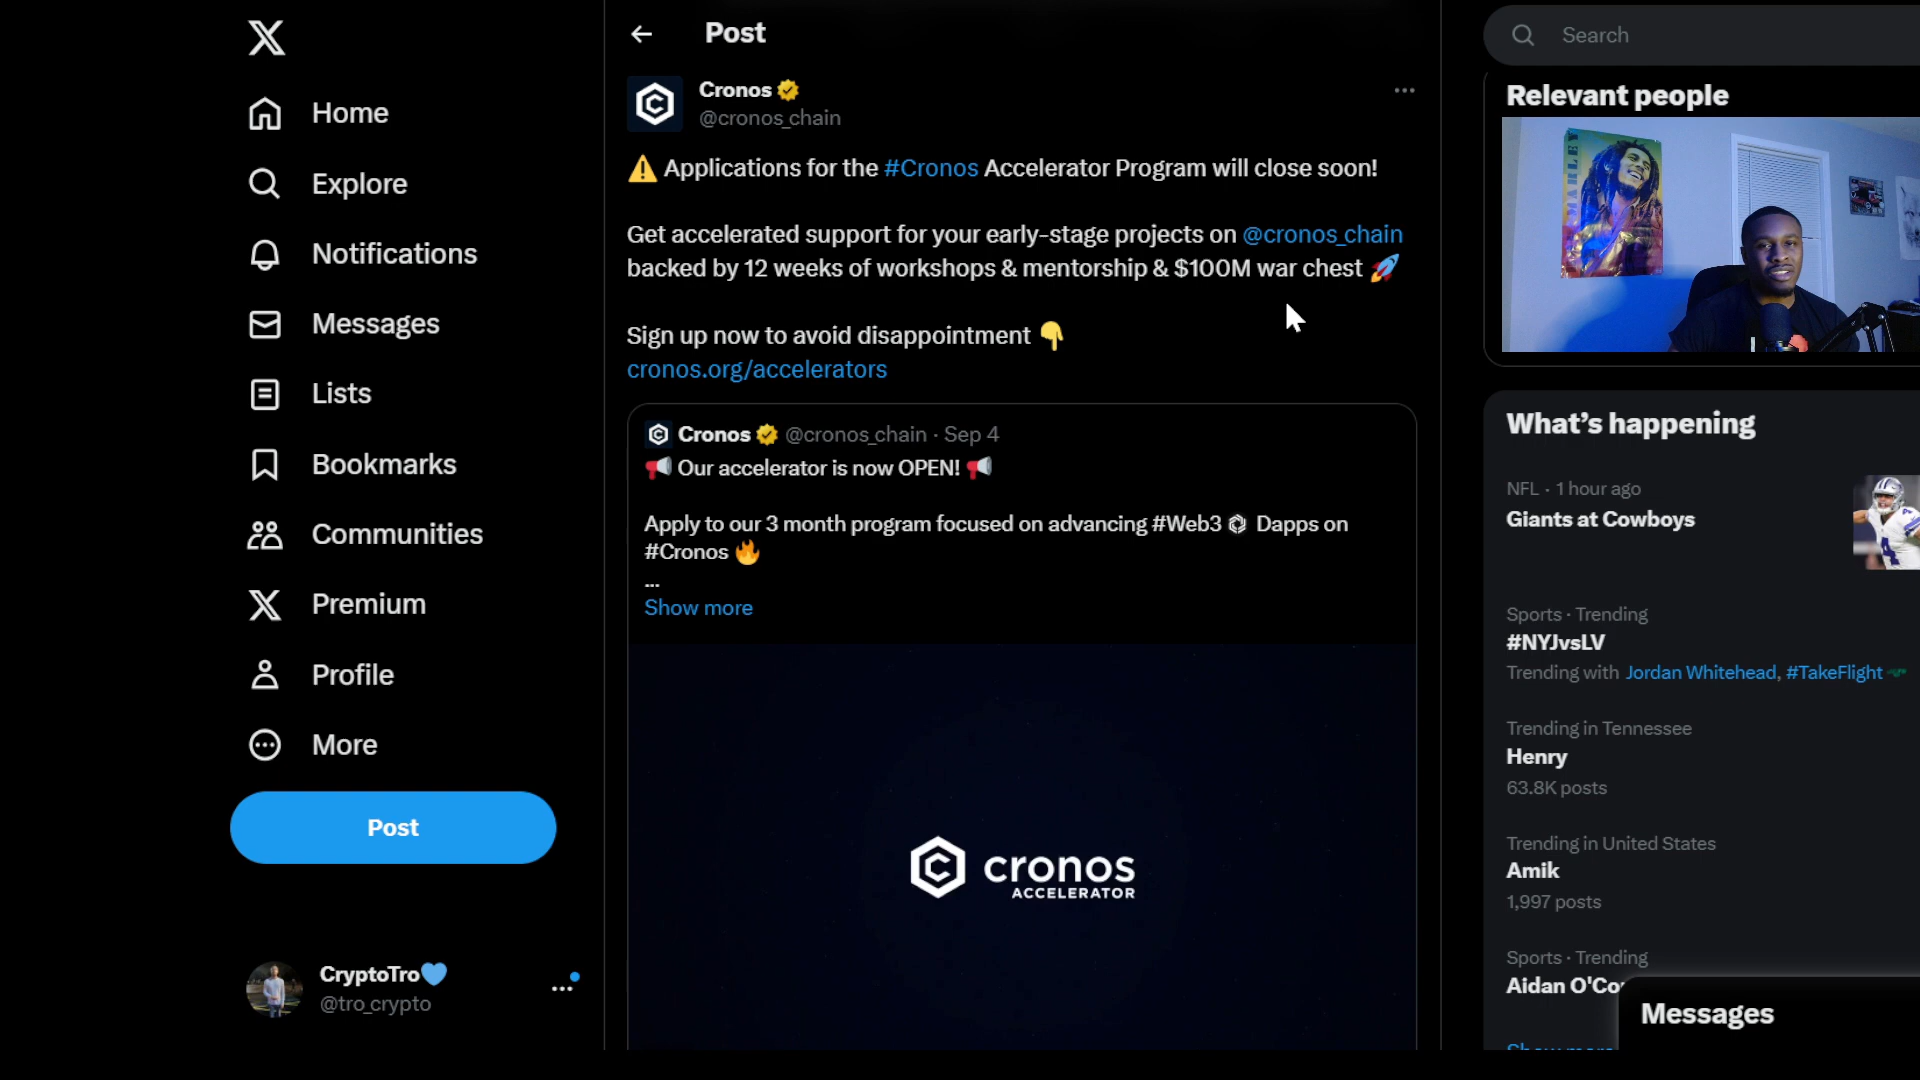 Home
Explore
Notifications
Messages
Lists
Bookmarks
Communities
Premium
Profile
More
Post
CryptoTro💙
@tro_crypto
Post
Cronos
@cronos_chain
⚠️ Applications for the #Cronos Accelerator Program will close soon!
Get accelerated support for your early-stage projects on @cronos_chain
backed by 12 weeks of workshops & mentorship & $100M war chest 🚀
Sign up now to avoid disappointment 👇
cronos.org/accelerators
Cronos @cronos_chain · Sep 4
📢 Our accelerator is now OPEN! 📢
Apply to our 3 month program focused on advancing #Web3 Dapps on
#Cronos 🔥
...
Show more
cronos
ACCELERATOR
Search
Relevant people
MARLEY
What's happening
NFL · 1 hour ago
Giants at Cowboys
Sports · Trending
#NYJvsLV
Trending with Jordan Whitehead, #TakeFlight
Trending in Tennessee
Henry
63.8K posts
Trending in United States
Amik
1,997 posts
Sports · Trending
Aidan O'Co
Show more
Messages